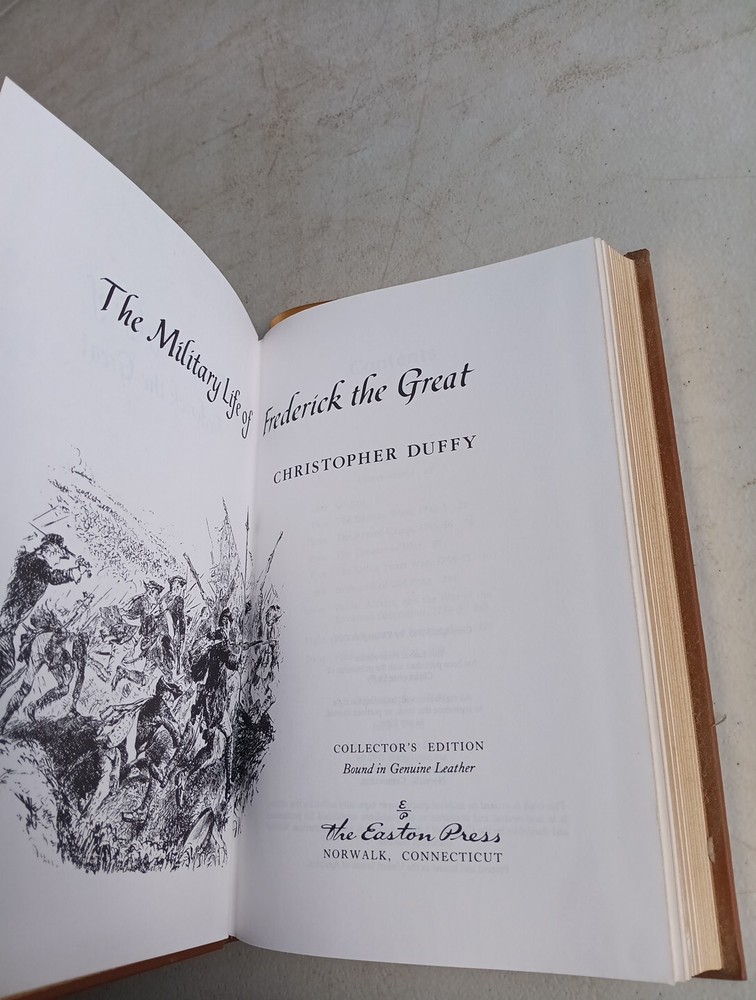 The Military Life of Frederick the Great
CHRISTOPHER DUFFY
COLLECTOR'S EDITION
Bound in Genuine Leather
E
P
the Easton Press
NORWALK, CONNECTICUT